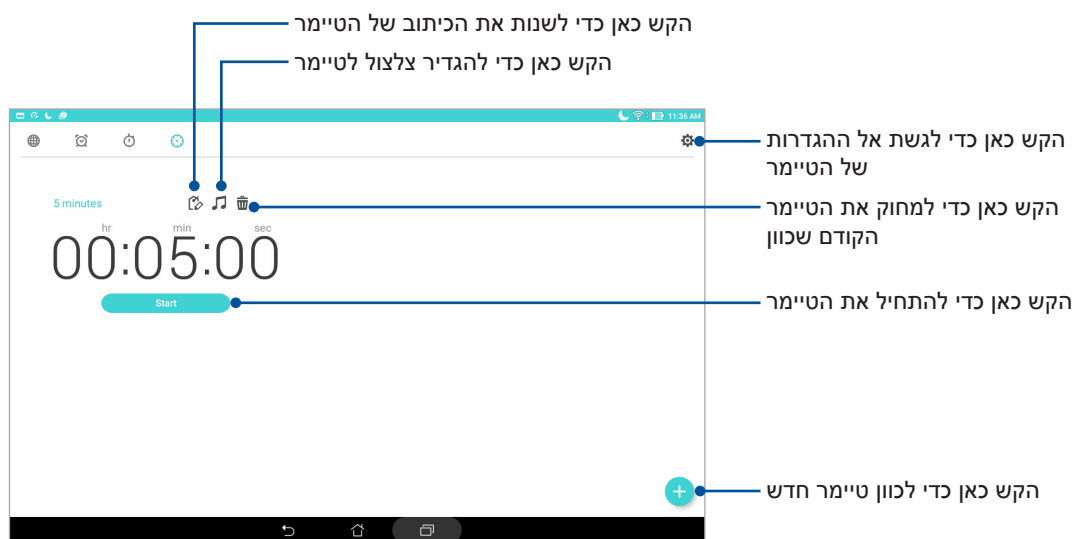 הקש כאן כדי לשנות את הכיתוב של הטיימר
הקש כאן כדי להגדיר צלצול לטיימר
11:36 AM
הקש כאן כדי לגשת אל ההגדרות
של הטיימר
5 minutes
הקש כאן כדי למחוק את הטיימר
הקודם שכוון
hr min sec
00:05:00
Start
הקש כאן כדי להתחיל את הטיימר
הקש כאן כדי לכוון טיימר חדש